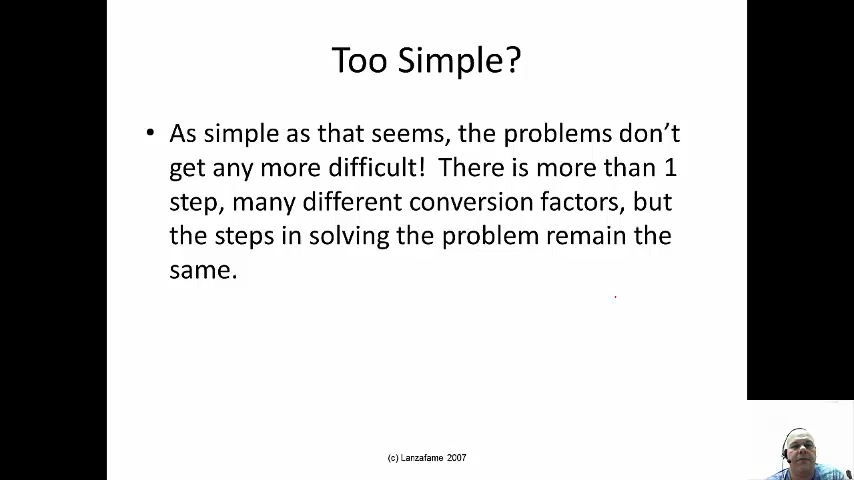 Too Simple?
• As simple as that seems, the problems don’t
get any more difficult!  There is more than 1
step, many different conversion factors, but
the steps in solving the problem remain the
same.
(c) Lanzafame 2007